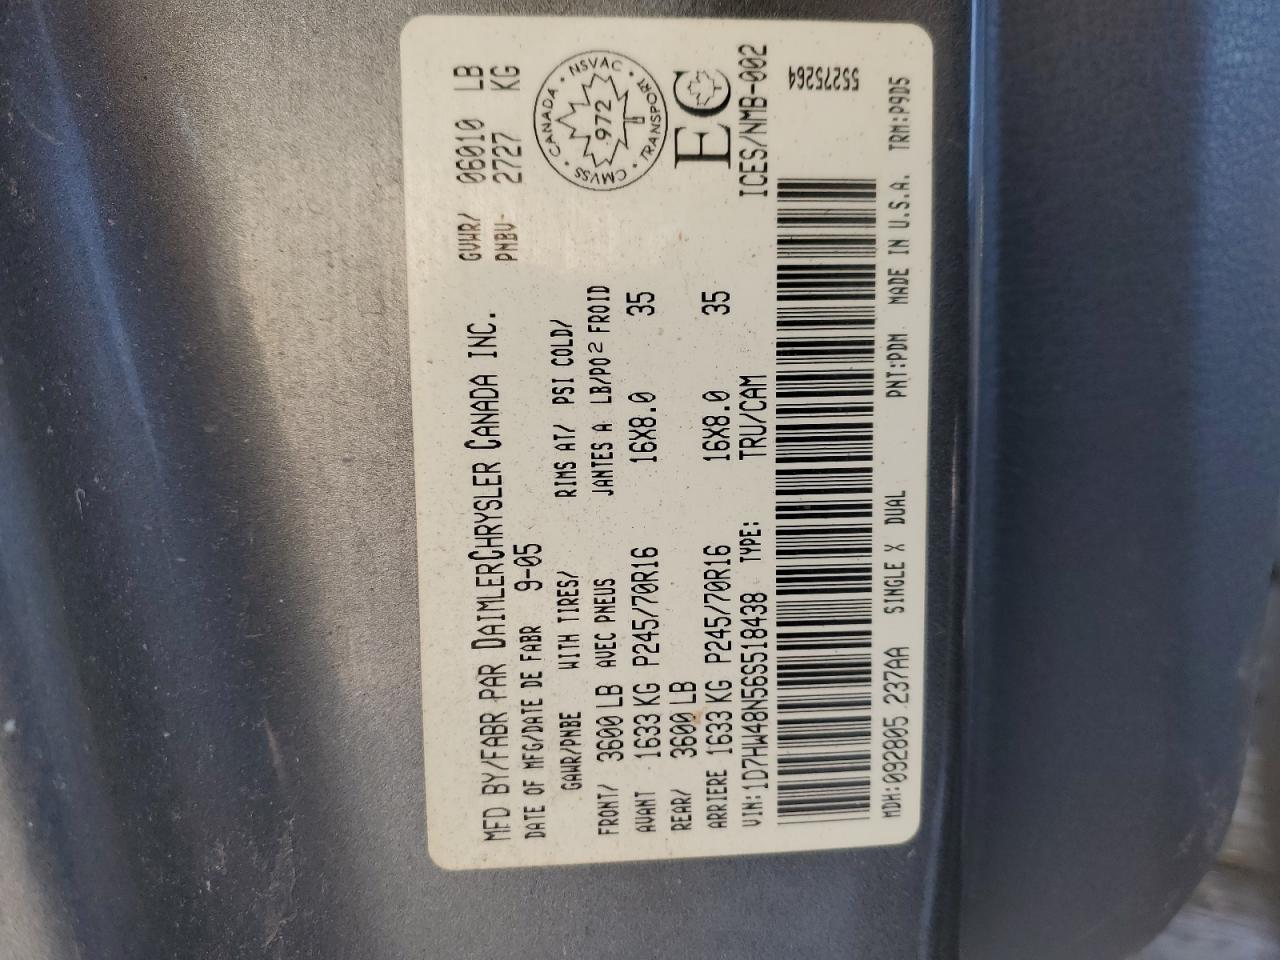 MFD BY/FABR PAR DAIMLERCHRYSLER CANADA INC.
DATE OF MFG/DATE DE FABR 9-05
GVWR/ 06010 LB
PNBV- 2727 KG
GAWR/PNBE WITH TIRES/ RIMS AT/ PSI COLD/
AVEC PNEUS JANTES A LB/PO2 FROID
FRONT/ 3600 LB
AVANT 1633 KG P245/70R16 16X8.0 35
REAR/ 3600 LB
ARRIERE 1633 KG P245/70R16 16X8.0 35
VIN:1D7HW48N56S518438 TYPE: TRU/CAM
CANADA · NSVAC · TRANSPORT · CMVSS ·
972
EC
ICES/NMB-002
55275264
MDH:092805 237AA SINGLE X DUAL PNT:PDM MADE IN U.S.A. TRM:P9D5